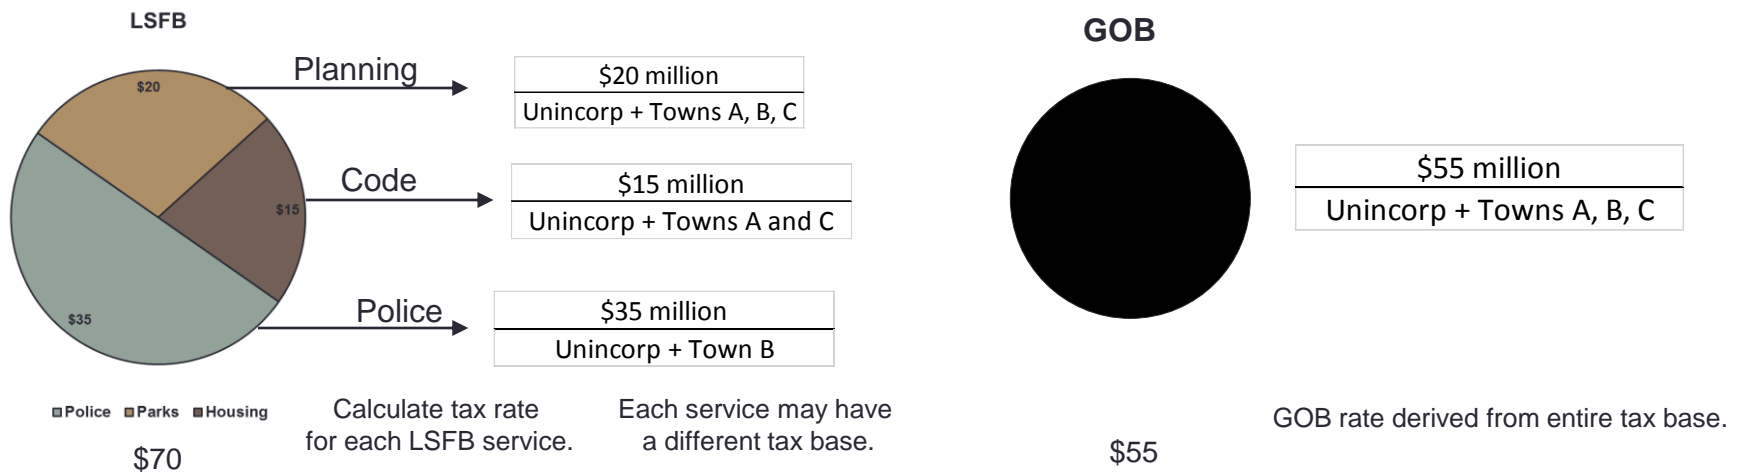 LSFB
$20
$15
$35
Police Parks Housing
$70
Planning
$20 million
Unincorp + Towns A, B, C
Code
$15 million
Unincorp + Towns A and C
Police
$35 million
Unincorp + Town B
Calculate tax rate
for each LSFB service.
Each service may have
a different tax base.
GOB
$55 million
Unincorp + Towns A, B, C
GOB rate derived from entire tax base.
$55